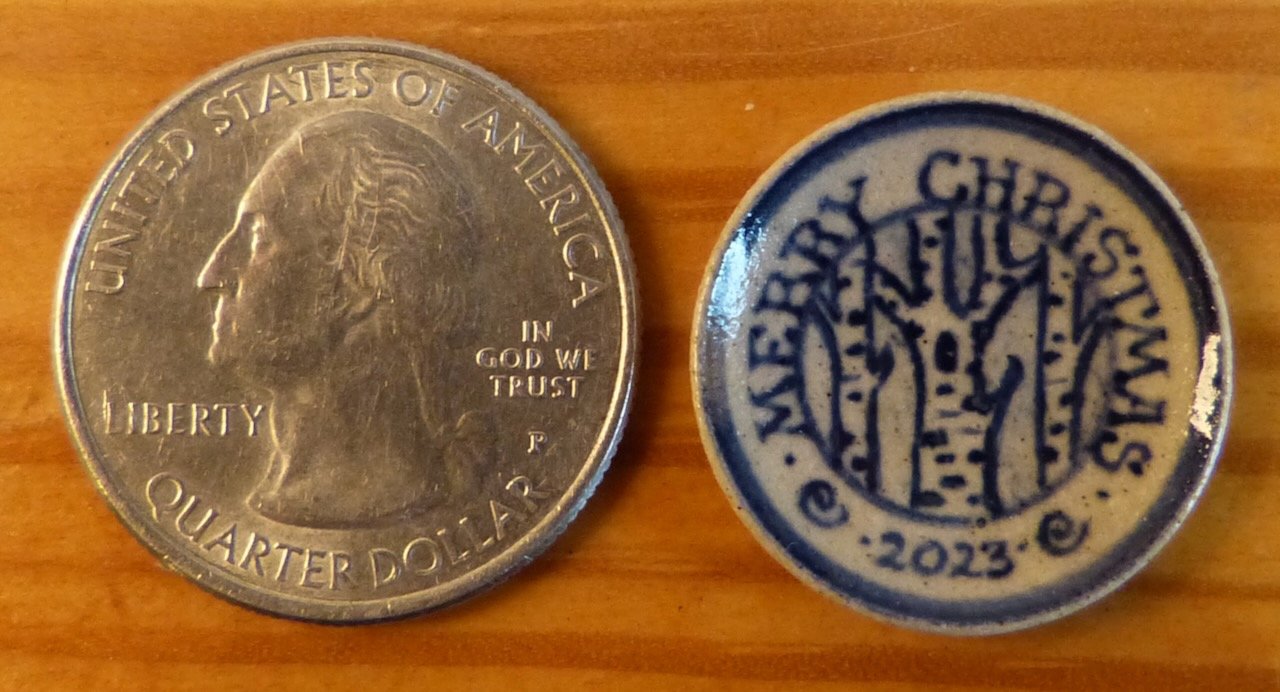 UNITED STATES OF AMERICA
LIBERTY
IN
GOD WE
TRUST
P
QUARTER DOLLAR
MERRY CHRISTMAS
·2023·